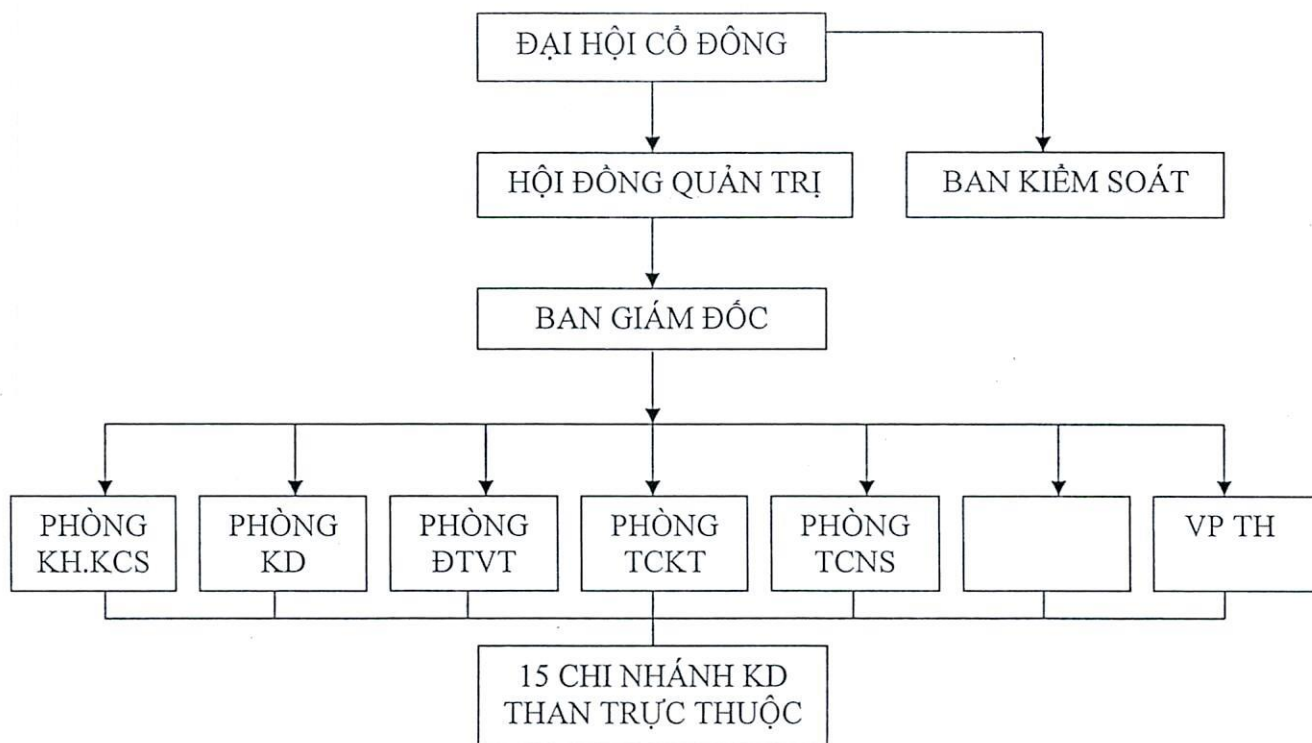 ĐẠI HỘI CỔ ĐÔNG
HỘI ĐỒNG QUẢN TRỊ
BAN KIỂM SOÁT
BAN GIÁM ĐỐC
PHÒNG
KH.KCS
PHÒNG
KD
PHÒNG
ĐTVT
PHÒNG
TCKT
PHÒNG
TCNS
VP TH
15 CHI NHÁNH KD
THAN TRỰC THUỘC